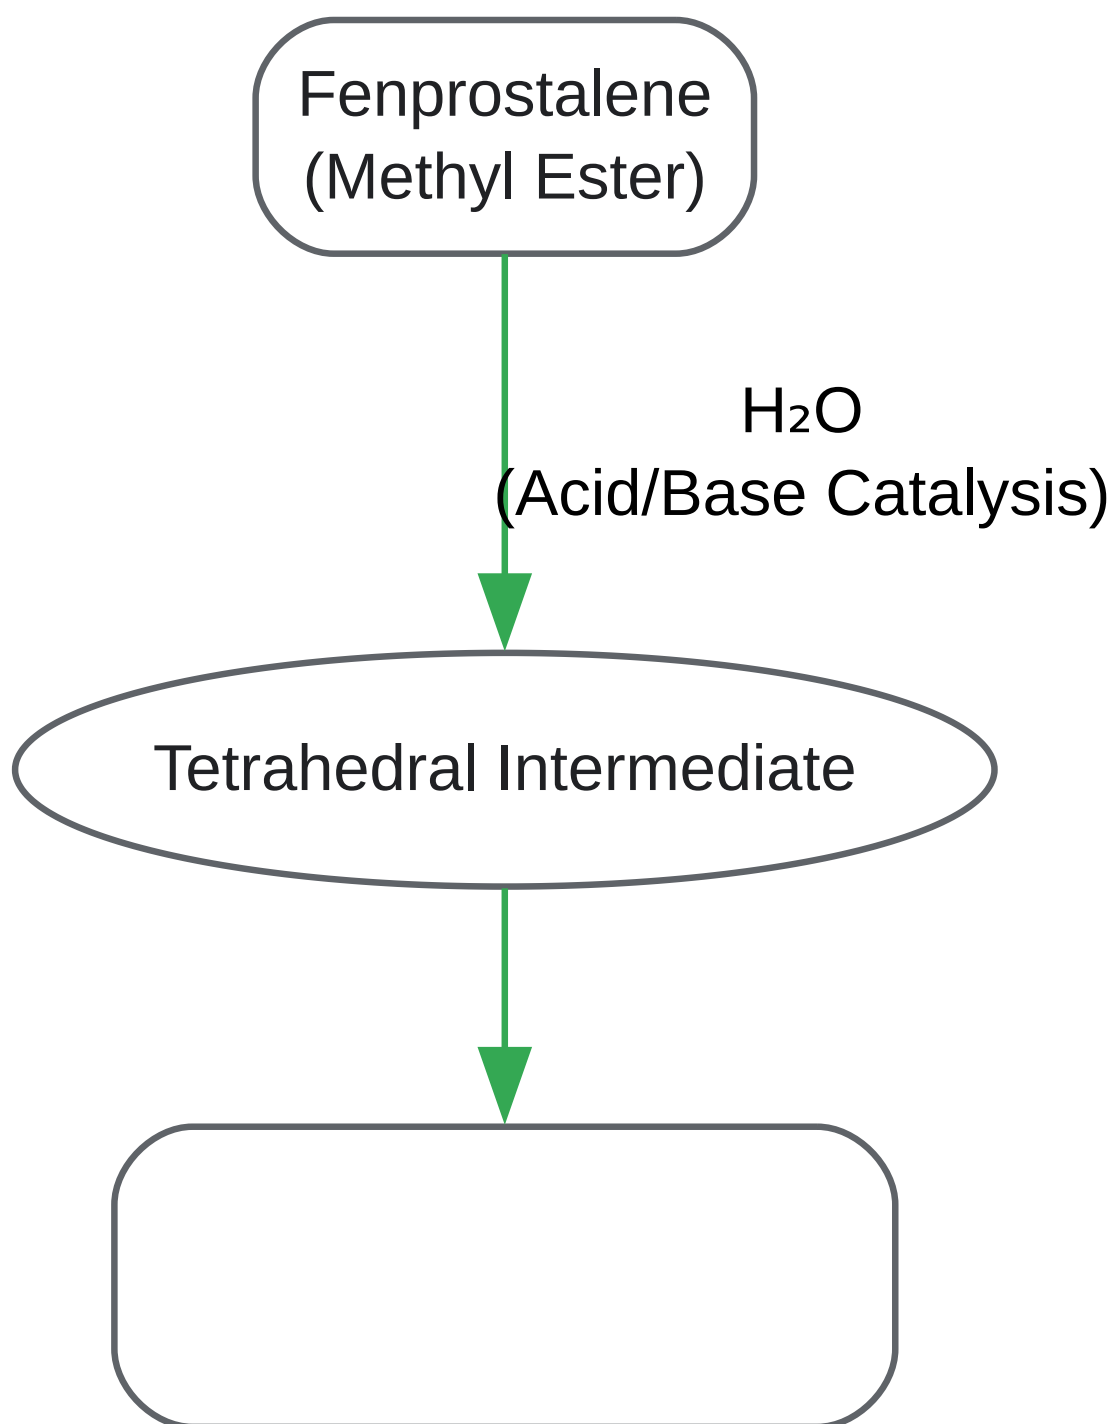 Fenprostalene
(Methyl Ester)
H₂O
(Acid/Base Catalysis)
Tetrahedral Intermediate